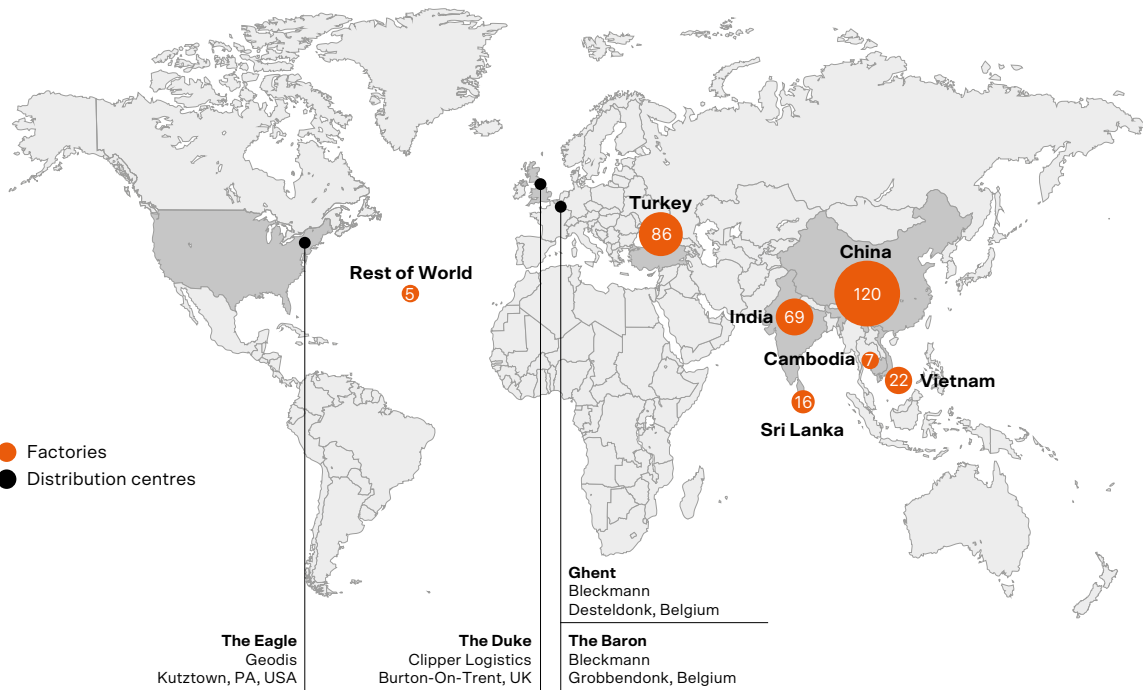 Turkey
86
China
120
Rest of World
5
India
69
Cambodia
7
22
Vietnam
16
Sri Lanka
Factories
Distribution centres
Ghent
Bleckmann
Desteldonk, Belgium
The Eagle
Geodis
Kutztown, PA, USA
The Duke
Clipper Logistics
Burton-On-Trent, UK
The Baron
Bleckmann
Grobbendonk, Belgium